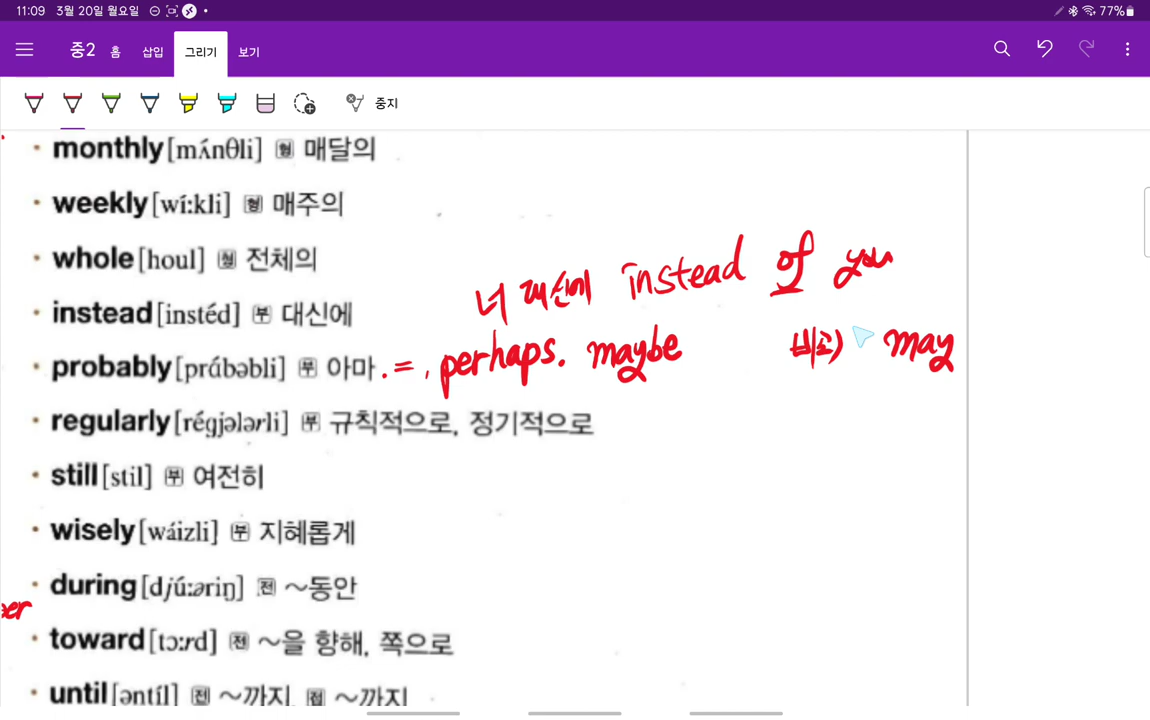 11:09 3월 20일 월요일 77%
중2 홈 삽입 그리기 보기
중지
monthly [mʌ́nθli] 형 매달의
weekly [wíːkli] 형 매주의
whole [houl] 형 전체의
너 대신에 instead of you
instead [instéd] 부 대신에
probably [prɑ́bəbli] 부 아마 . = , perhaps. maybe 비교) may
regularly [régjələrli] 부 규칙적으로, 정기적으로
still [stil] 부 여전히
wisely [wáizli] 부 지혜롭게
during [djúːəriŋ] 전 ~동안
toward [tɔːrd] 전 ~을 향해, 쪽으로
until [əntíl] 전 ~까지 접 ~까지